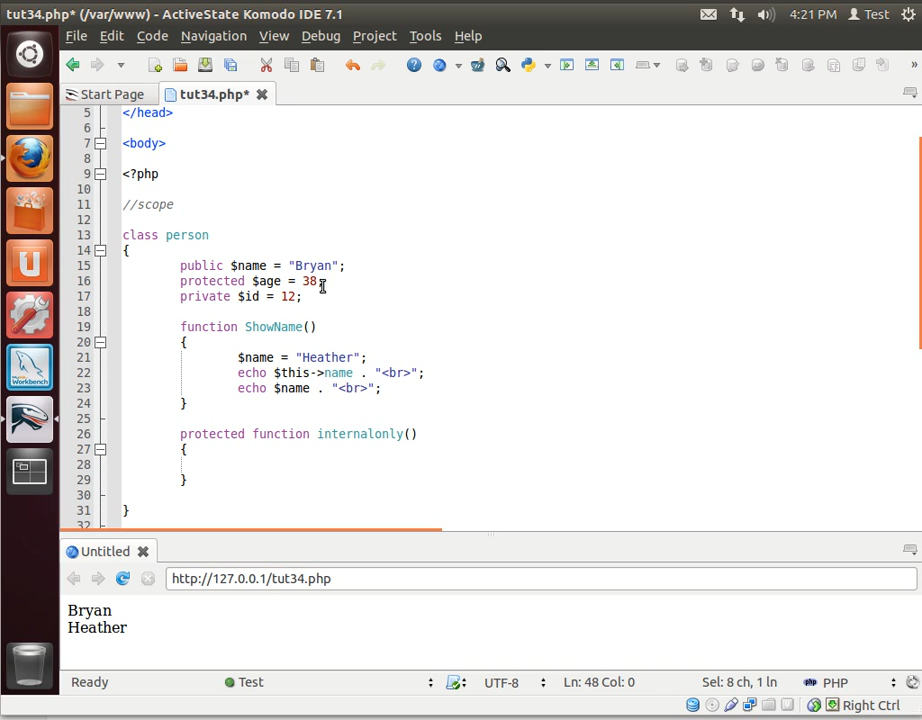 tut34.php* (/var/www) - ActiveState Komodo IDE 7.1
4:21 PM Test
File Edit Code Navigation View Debug Project Tools Help
Start Page tut34.php*
5 </head>
6
7 <body>
8
9 <?php
10
11 //scope
12
13 class person
14 {
15 public $name = "Bryan";
16 protected $age = 38;
17 private $id = 12;
18
19 function ShowName()
20 {
21 $name = "Heather";
22 echo $this->name . "<br>";
23 echo $name . "<br>";
24 }
25
26 protected function internalonly()
27 {
28
29 }
30
31 }
32
Untitled
http://127.0.0.1/tut34.php
Bryan
Heather
Ready Test UTF-8 Ln: 48 Col: 0 Sel: 8 ch, 1 ln PHP
Right Ctrl